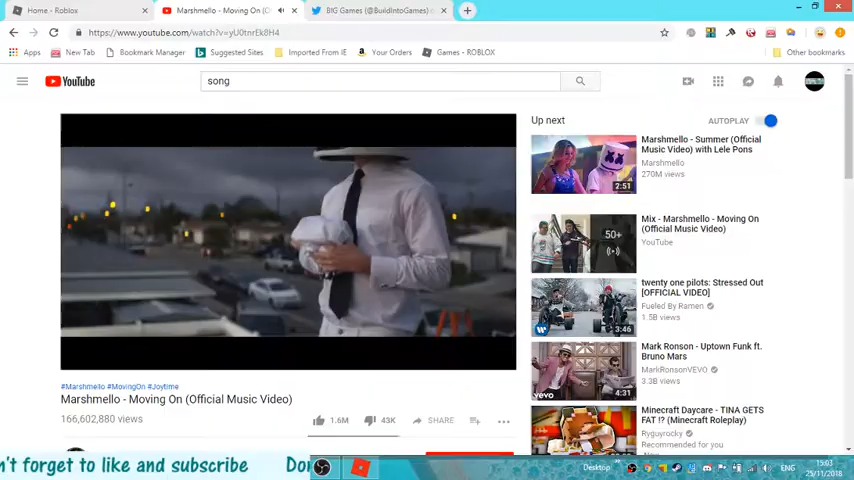 Home - Roblox
Marshmello - Moving On (O
BIG Games (@BuildIntoGames) c
https://www.youtube.com/watch?v=yU0tnrEk8H4
Apps
New Tab
Bookmark Manager
Suggested Sites
Imported From IE
Your Orders
Games - ROBLOX
Other bookmarks
YouTube
song
Up next
AUTOPLAY
Marshmello - Summer (Official
Music Video) with Lele Pons
Marshmello
270M views
2:51
Mix - Marshmello - Moving On
(Official Music Video)
YouTube
50+
twenty one pilots: Stressed Out
[OFFICIAL VIDEO]
Fueled By Ramen
1.5B views
3:46
Mark Ronson - Uptown Funk ft.
Bruno Mars
MarkRonsonVEVO
3.3B views
vevo
4:31
Minecraft Daycare - TINA GETS
FAT !? (Minecraft Roleplay)
Ryguyrocky
Recommended for you
#Marshmello #MovingOn #Joytime
Marshmello - Moving On (Official Music Video)
166,602,880 views
1.6M
43K
SHARE
n't forget to like and subscribe
Don
Desktop
ENG
15:03
25/11/2018